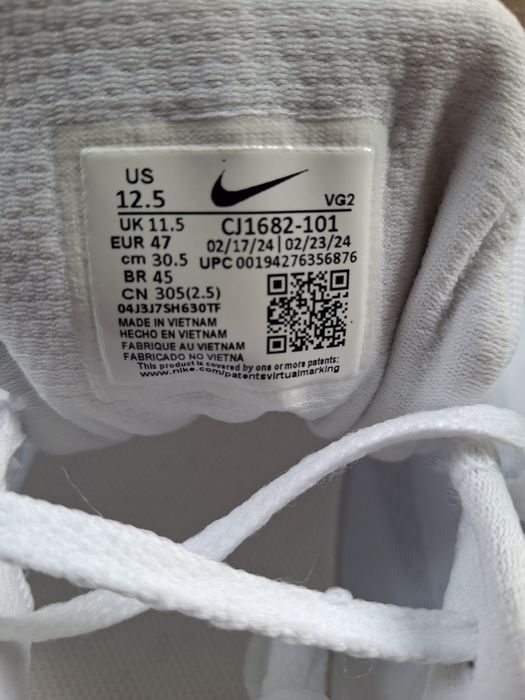 US
12.5
VG2
UK 11.5
CJ1682-101
EUR 47
02/17/24 | 02/23/24
cm 30.5
UPC 00194276356876
BR 45
CN 305(2.5)
04J3J7SH630TF
MADE IN VIETNAM
HECHO EN VIETNAM
FABRIQUE AU VIETNAM
FABRICADO NO VIETNA
This product is covered by one or more patents:
www.nike.com/patentsvirtualmarking